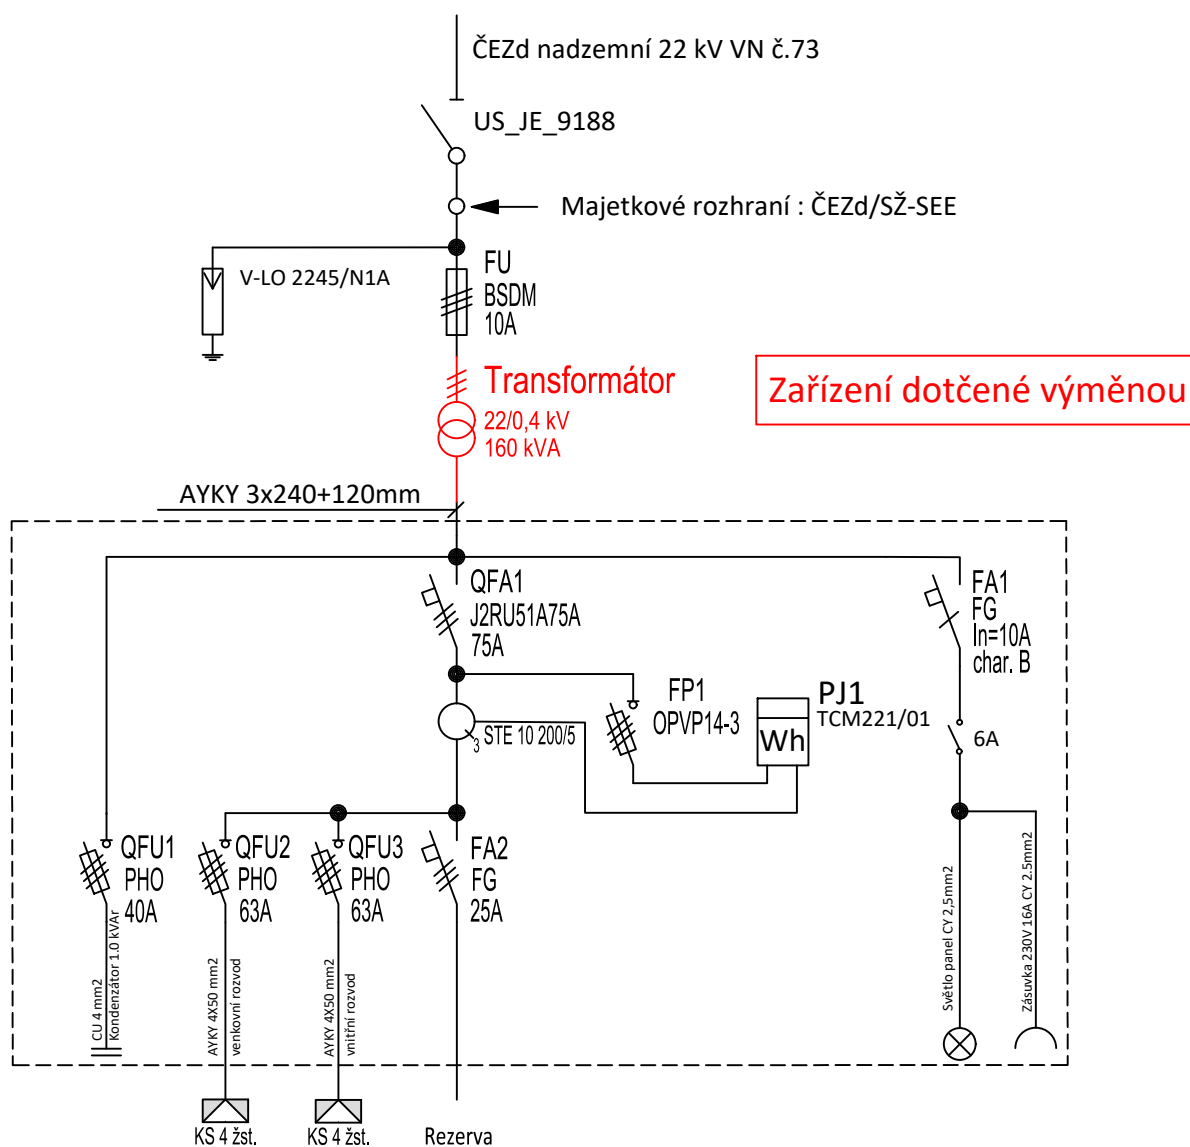 ČEZd nadzemní 22 kV VN č.73
US_JE_9188
Majetkové rozhraní : ČEZd/SŽ-SEE
V-LO 2245/N1A
FU
BSDM
10A
Transformátor
22/0,4 kV
160 kVA
Zařízení dotčené výměnou
AYKY 3x240+120mm
QFA1
J2RU51A75A
75A
FA1
FG
In=10A
char. B
FP1
OPVP14-3
PJ1
TCM221/01
Wh
3
STE 10 200/5
6A
QFU1
PHO
40A
QFU2
PHO
63A
QFU3
PHO
63A
FA2
FG
25A
CU 4 mm2
Kondenzátor 1.0 kVAr
AYKY 4X50 mm2
venkovní rozvod
AYKY 4X50 mm2
vnitřní rozvod
Světlo panel CY 2,5mm2
Zásuvka 230V 16A CY 2.5mm2
KS 4 žst.
KS 4 žst.
Rezerva